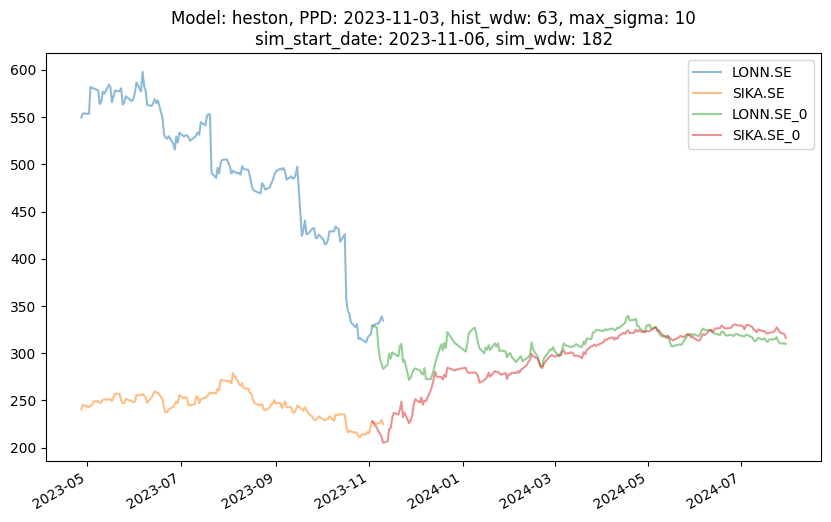 Model: heston, PPD: 2023-11-03, hist_wdw: 63, max_sigma: 10
sim_start_date: 2023-11-06, sim_wdw: 182
LONN.SE
SIKA.SE
LONN.SE_0
SIKA.SE_0
600
550
500
450
400
350
300
250
200
2023-05
2023-07
2023-09
2023-11
2024-01
2024-03
2024-05
2024-07